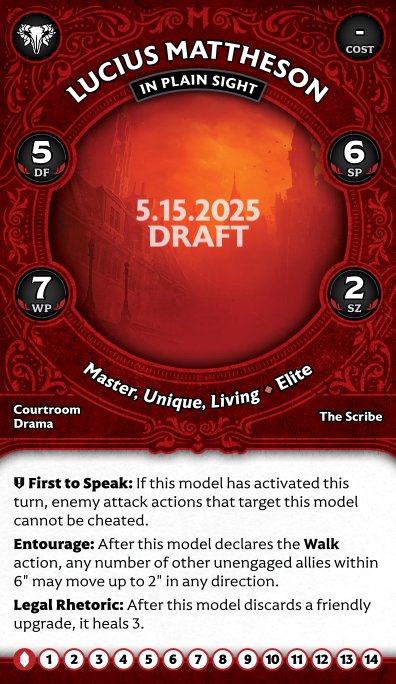 -
COST
LUCIUS MATTHESON
IN PLAIN SIGHT
5
DF
6
SP
5.15.2025
DRAFT
7
WP
2
SZ
Master, Unique, Living ♦ Elite
Courtroom
Drama
The Scribe
First to Speak: If this model has activated this
turn, enemy attack actions that target this model
cannot be cheated.
Entourage: After this model declares the Walk
action, any number of other unengaged allies within
6" may move up to 2" in any direction.
Legal Rhetoric: After this model discards a friendly
upgrade, it heals 3.
1 2 3 4 5 6 7 8 9 10 11 12 13 14